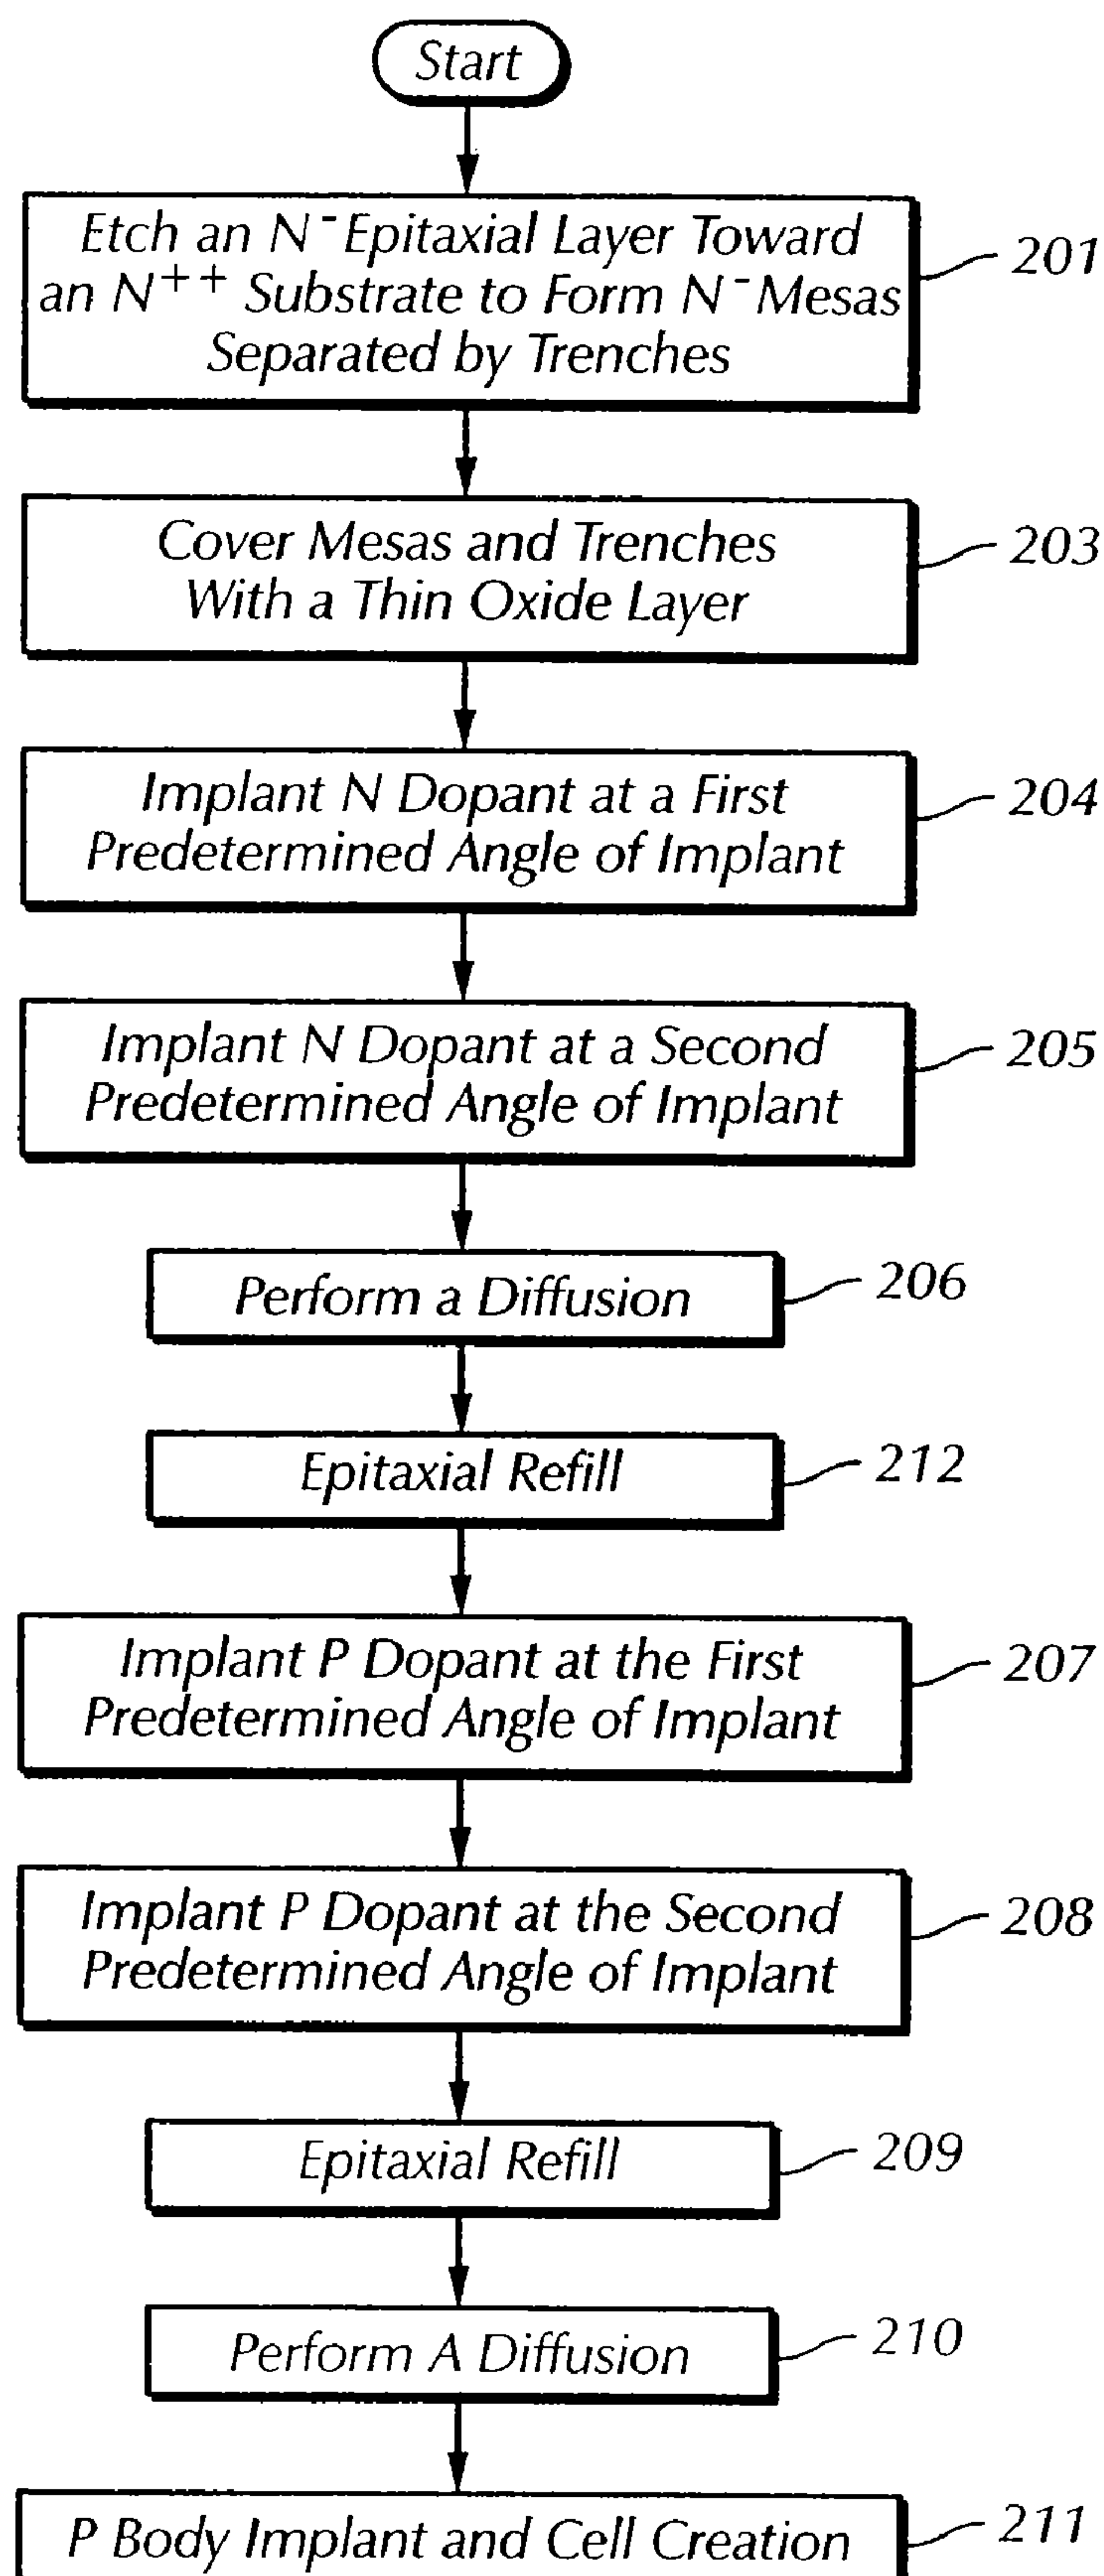 Start
Etch an N⁻ Epitaxial Layer Toward
an N⁺⁺ Substrate to Form N⁻ Mesas
Separated by Trenches
201
Cover Mesas and Trenches
With a Thin Oxide Layer
203
Implant N Dopant at a First
Predetermined Angle of Implant
204
Implant N Dopant at a Second
Predetermined Angle of Implant
205
Perform a Diffusion
206
Epitaxial Refill
212
Implant P Dopant at the First
Predetermined Angle of Implant
207
Implant P Dopant at the Second
Predetermined Angle of Implant
208
Epitaxial Refill
209
Perform A Diffusion
210
P Body Implant and Cell Creation
211